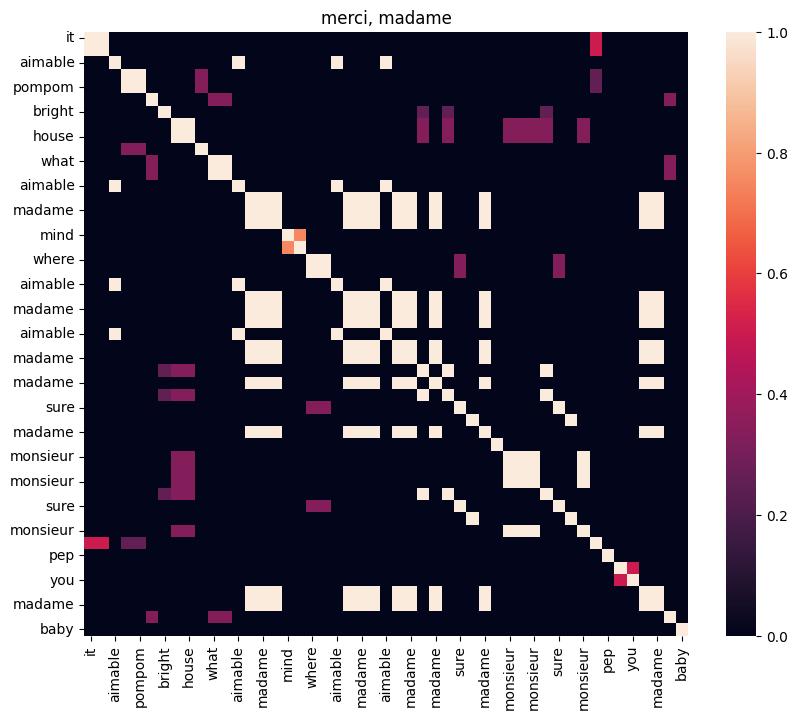 merci, madame
it
aimable
pompom
bright
house
what
aimable
madame
mind
where
aimable
madame
aimable
madame
madame
sure
madame
monsieur
monsieur
sure
monsieur
pep
you
madame
baby
1.0
0.8
0.6
0.4
0.2
0.0
it
aimable
pompom
bright
house
what
aimable
madame
mind
where
aimable
madame
aimable
madame
madame
sure
madame
monsieur
monsieur
sure
monsieur
pep
you
madame
baby